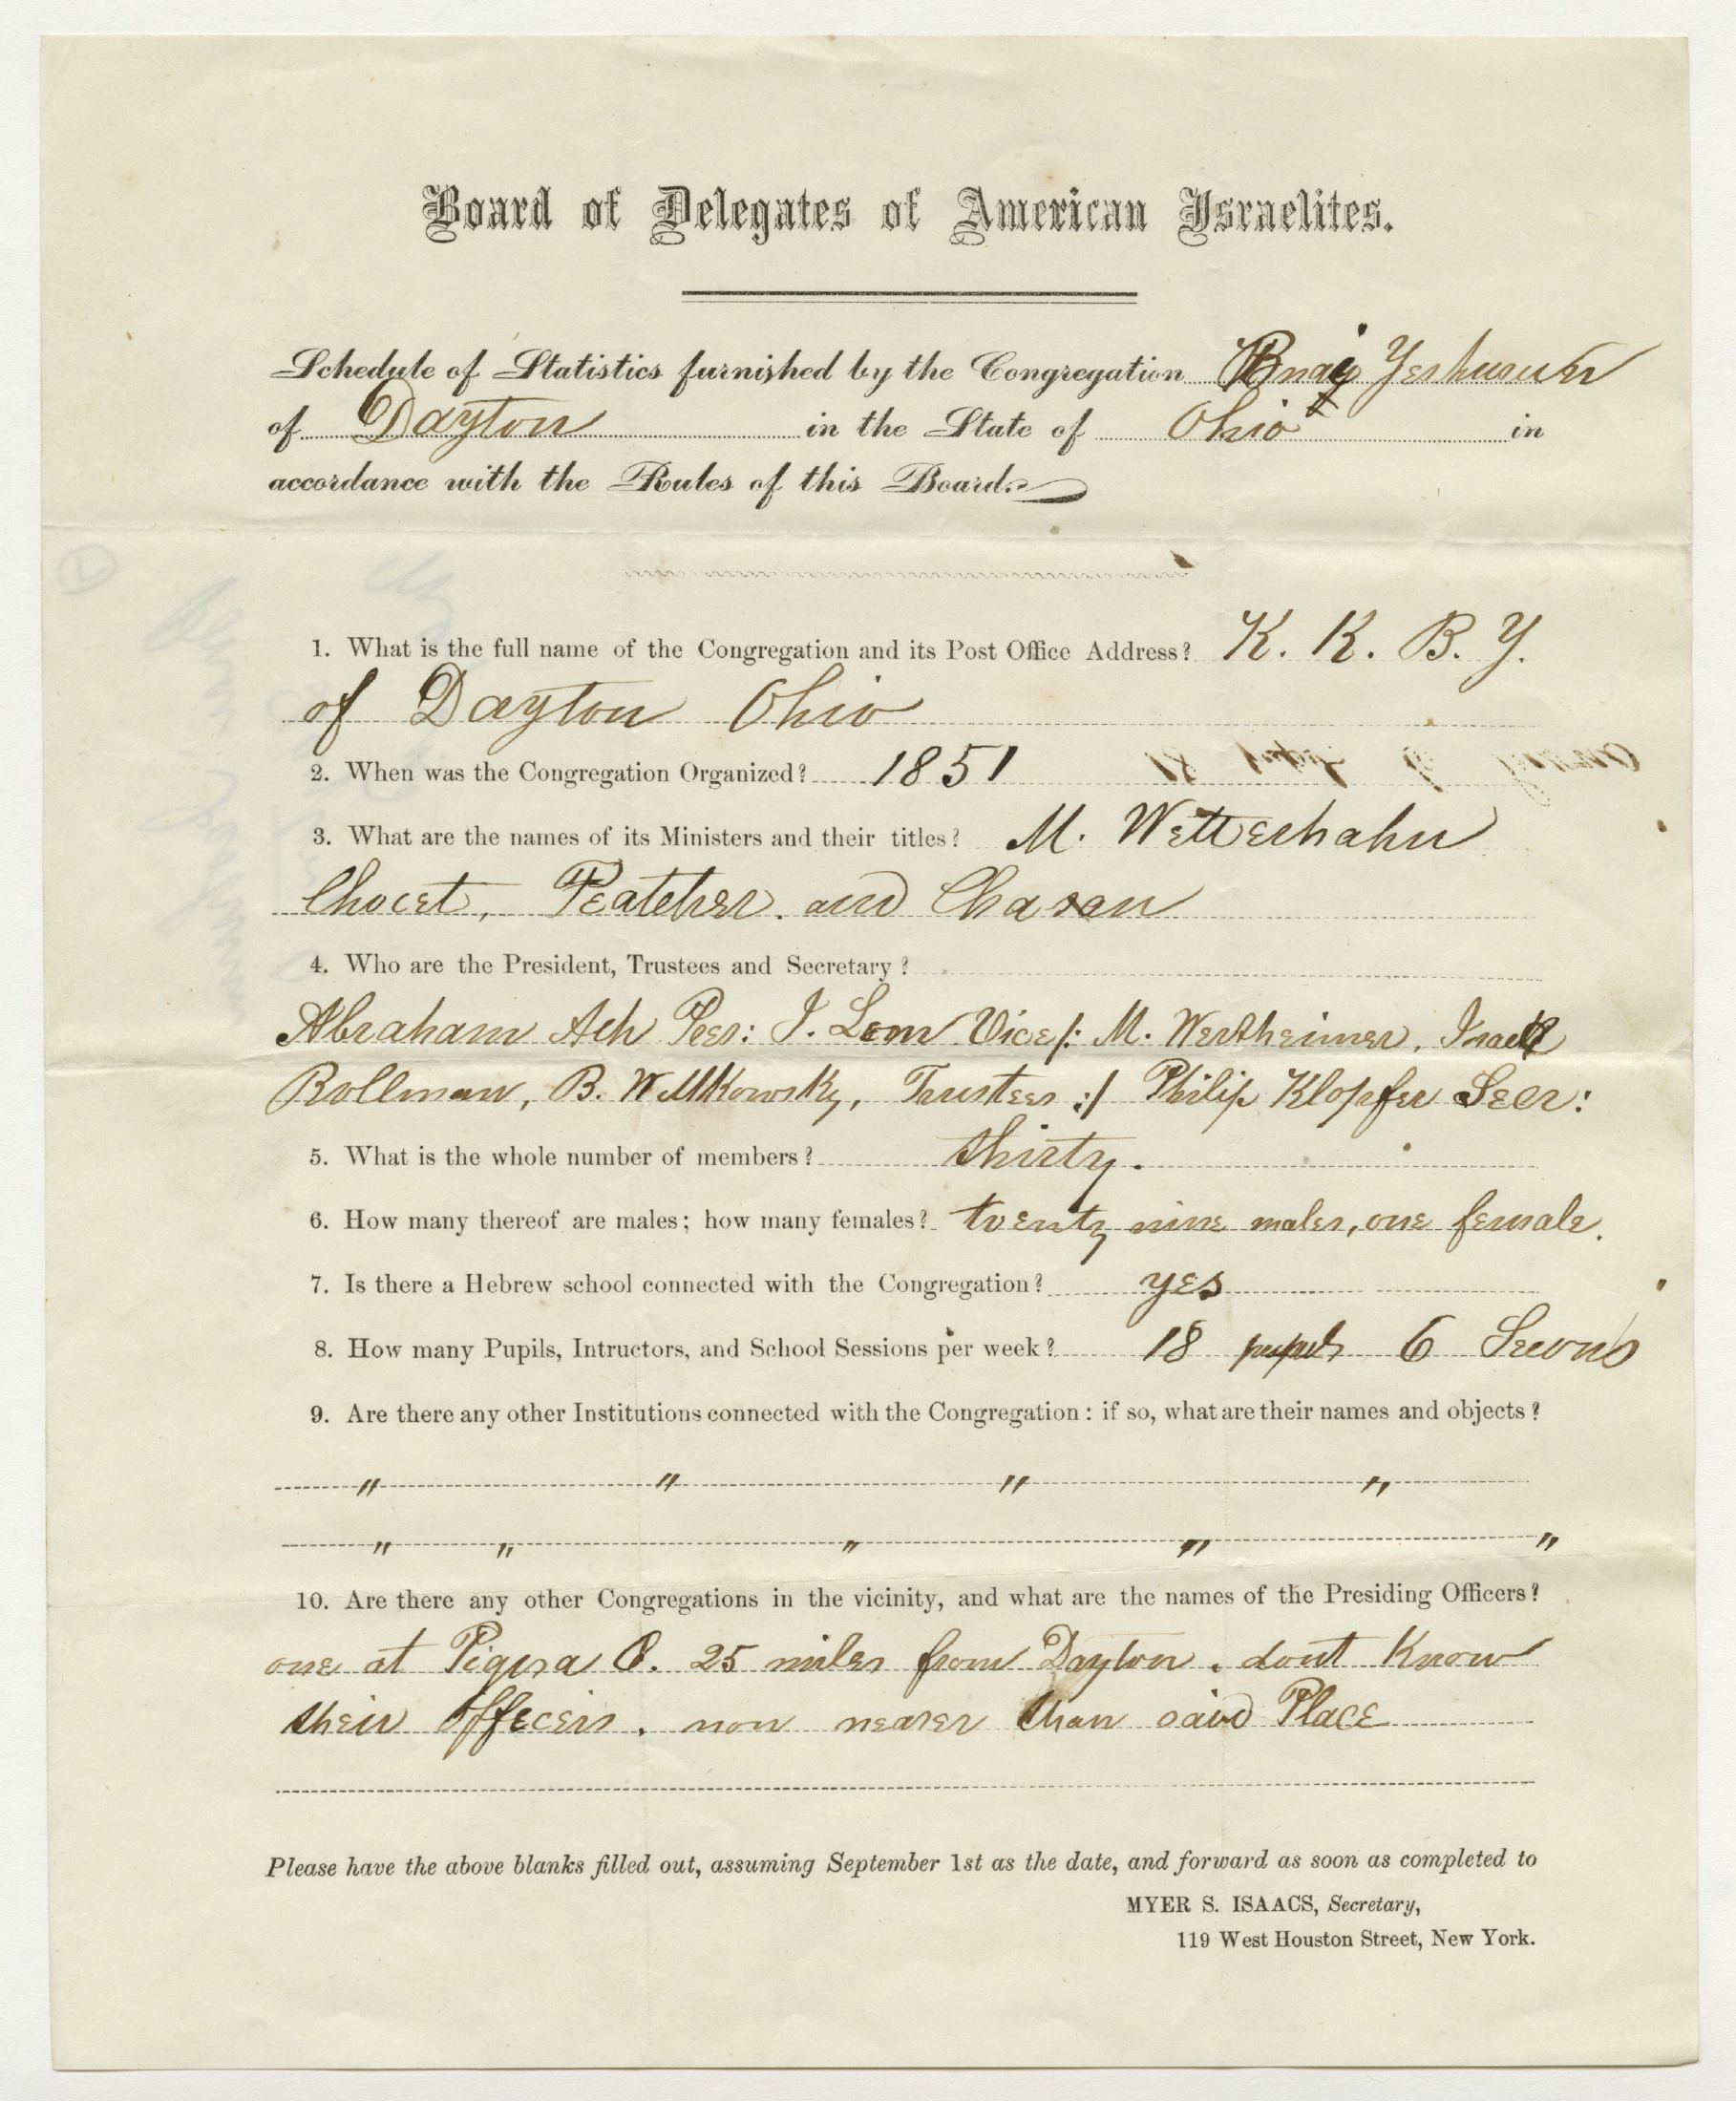 Board of Delegates of American Israelites.
Schedule of Statistics furnished by the Congregation Bnai Yeshurun
of Dayton in the State of Ohio in
accordance with the Rules of this Board.
1. What is the full name of the Congregation and its Post Office Address? K. K. B. Y.
of Dayton Ohio
2. When was the Congregation Organized? 1851
3. What are the names of its Ministers and their titles? M. Wetterhahn
Chocet, Teatcher. and Chasan
4. Who are the President, Trustees and Secretary?
Abraham Ach Pres: J. Lem Vice/: M. Wertheimer, Isaac
Rollman, B. Wilkowsky, Trustees :/ Philip Klopfer Secr:
5. What is the whole number of members? thirty.
6. How many thereof are males; how many females? twenty nine males, one female.
7. Is there a Hebrew school connected with the Congregation? yes
8. How many Pupils, Intructors, and School Sessions per week? 18 pupils 6
9. Are there any other Institutions connected with the Congregation: if so, what are their names and objects?
" " " "
" " " " "
10. Are there any other Congregations in the vicinity, and what are the names of the Presiding Officers?
one at Piqua O. 25 miles from Dayton. dont Know
their Officers. non nearer than said Place
Please have the above blanks filled out, assuming September 1st as the date, and forward as soon as completed to
MYER S. ISAACS, Secretary,
119 West Houston Street, New York.